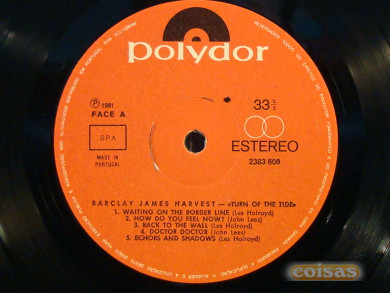 polydor
℗ 1981
FACE A
SPA
MADE IN
PORTUGAL
33⅓
ESTEREO
2383 608
BARCLAY JAMES HARVEST — «TURN OF THE TIDE»
1. WAITING ON THE BORDER LINE (Les Holroyd)
2. HOW DO YOU FEEL NOW? (John Lees)
3. BACK TO THE WALL (Les Holroyd)
4. DOCTOR DOCTOR (John Lees)
5. ECHOES AND SHADOWS (Les Holroyd)
coisas